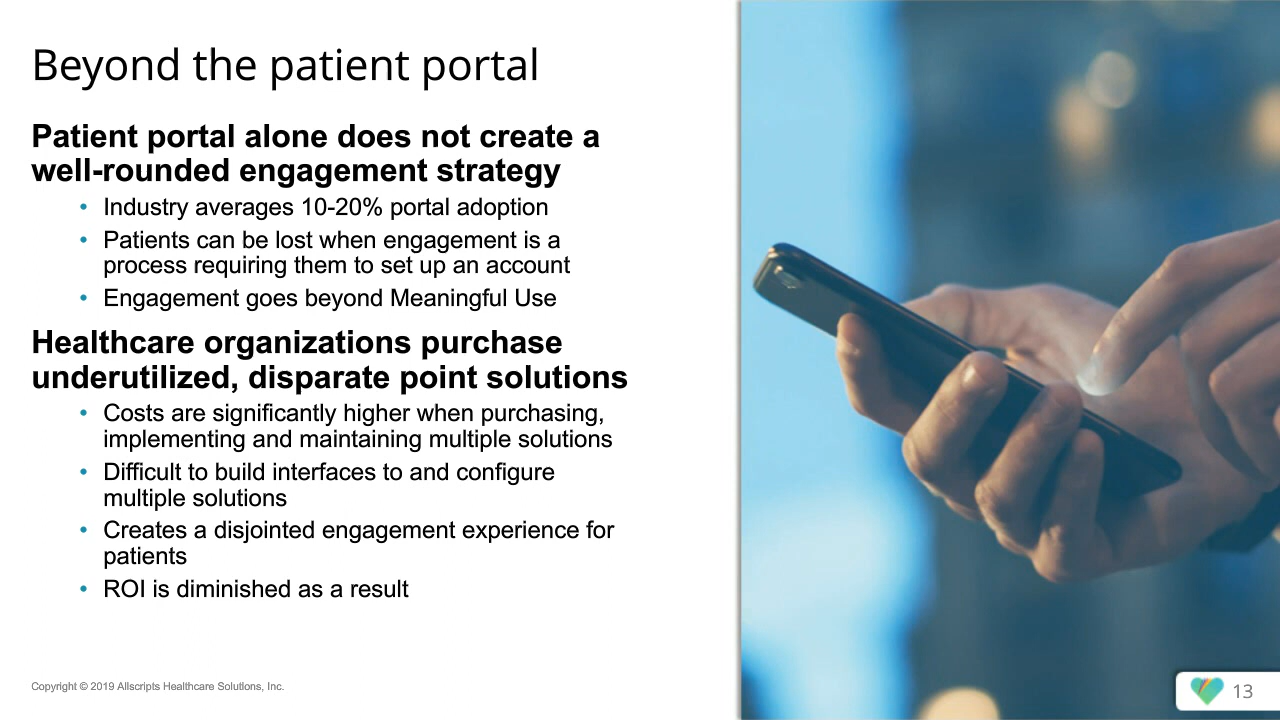 Beyond the patient portal
Patient portal alone does not create a
well-rounded engagement strategy
• Industry averages 10-20% portal adoption
• Patients can be lost when engagement is a
process requiring them to set up an account
• Engagement goes beyond Meaningful Use
Healthcare organizations purchase
underutilized, disparate point solutions
• Costs are significantly higher when purchasing,
implementing and maintaining multiple solutions
• Difficult to build interfaces to and configure
multiple solutions
• Creates a disjointed engagement experience for
patients
• ROI is diminished as a result
Copyright © 2019 Allscripts Healthcare Solutions, Inc.
13